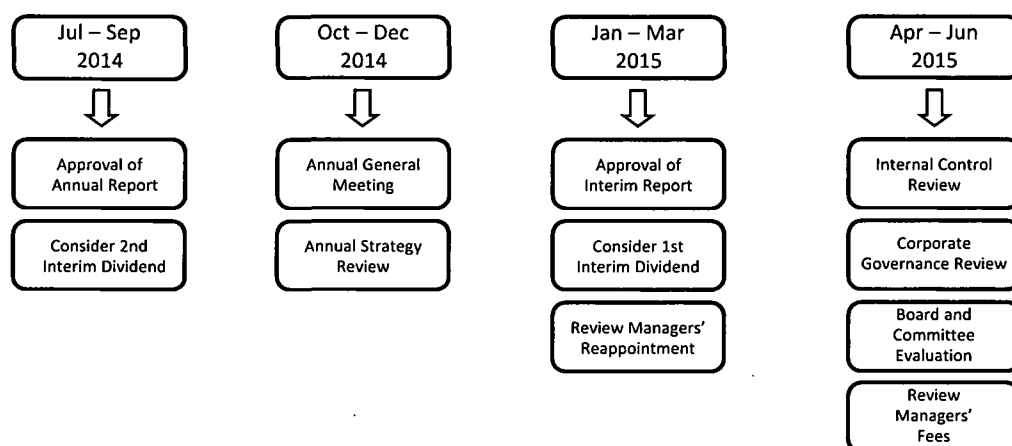 Jul – Sep
2014
Approval of
Annual Report
Consider 2nd
Interim Dividend
Oct – Dec
2014
Annual General
Meeting
Annual Strategy
Review
Jan – Mar
2015
Approval of
Interim Report
Consider 1st
Interim Dividend
Review Managers’
Reappointment
Apr – Jun
2015
Internal Control
Review
Corporate
Governance Review
Board and
Committee
Evaluation
Review
Managers’
Fees